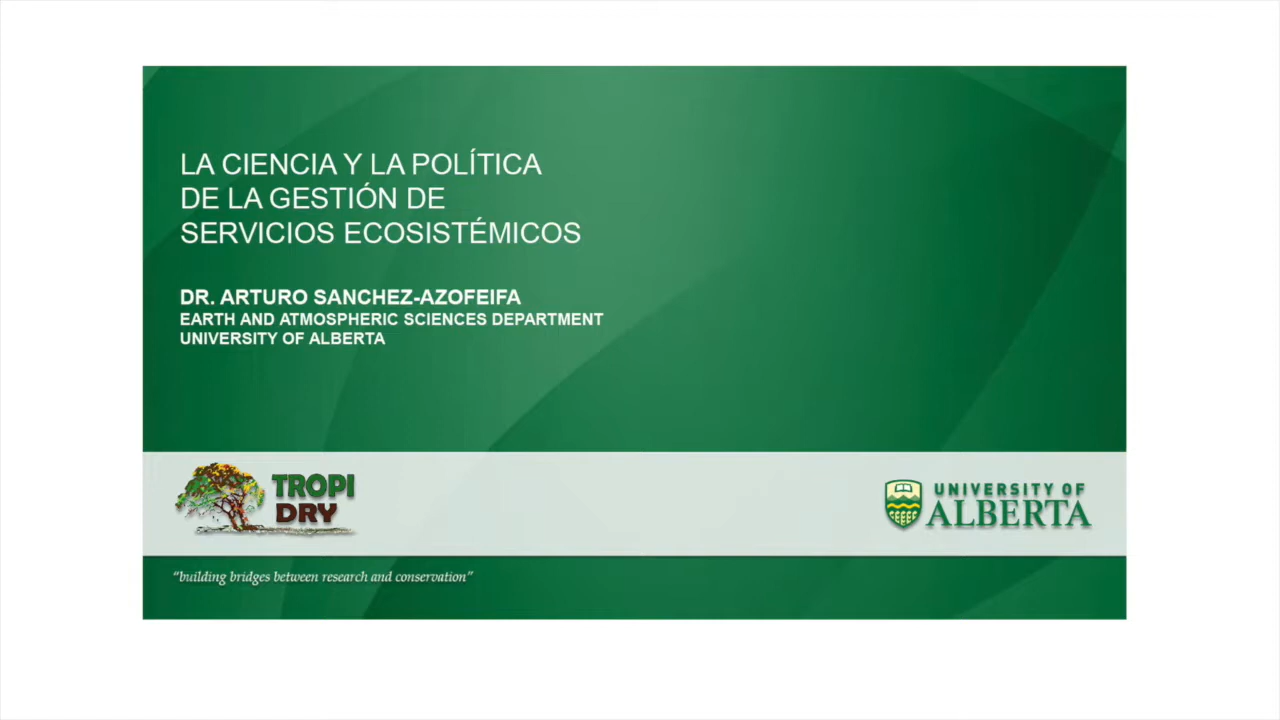 LA CIENCIA Y LA POLÍTICA
DE LA GESTIÓN DE
SERVICIOS ECOSISTÉMICOS
DR. ARTURO SANCHEZ-AZOFEIFA
EARTH AND ATMOSPHERIC SCIENCES DEPARTMENT
UNIVERSITY OF ALBERTA
TROPI
DRY
UNIVERSITY OF
ALBERTA
“building bridges between research and conservation”